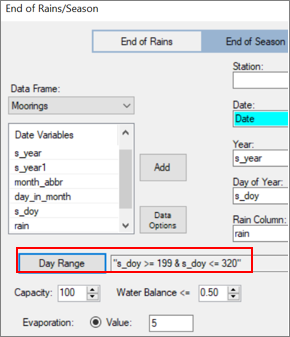 End of Rains/Season
End of Rains
End of Season
Station:
Data Frame:
Moorings
Date:
Date
Date Variables
s_year
s_year1
month_abbr
day_in_month
s_doy
rain
Add
Data Options
Year:
s_year
Day of Year:
s_doy
Rain Column:
rain
Day Range
"s_doy >= 199 & s_doy <= 320"
Capacity: 100
Water Balance <= 0.50
Evaporation: Value: 5